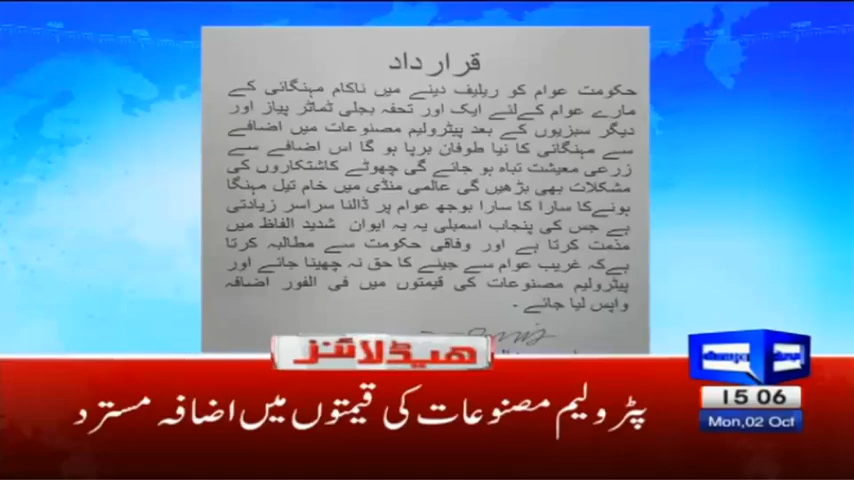 قرارداد
حکومت عوام کو ریلیف دینے میں ناکام مہنگائی کے
مارے عوام کےلئے ایک اور تحفہ بجلی ٹماٹر پیاز اور
دیگر سبزیوں کے بعد پیٹرولیم مصنوعات میں اضافے
سے مہنگائی کا نیا طوفان برپا ہو گا اس اضافے سے
زرعی معیشت تباہ ہو جائے گی چھوٹے کاشتکاروں کی
مشکلات بھی بڑھیں گی عالمی منڈی میں خام تیل مہنگا
ہونےکا سارا کا سارا بوجھ عوام پر ڈالنا سراسر زیادتی
ہے جس کی پنجاب اسمبلی یہ یہ ایوان شدید الفاظ میں
مذمت کرتا ہے اور وفاقی حکومت سے مطالبہ کرتا
ہےکہ غریب عوام سے جینے کا حق نہ چھینا جائے اور
پیٹرولیم مصنوعات کی قیمتوں میں فی الفور اضافہ
واپس لیا جائے ۔
ہیڈلائنز
پٹرولیم مصنوعات کی قیمتوں میں اضافہ مسترد
15 06
Mon,02 Oct